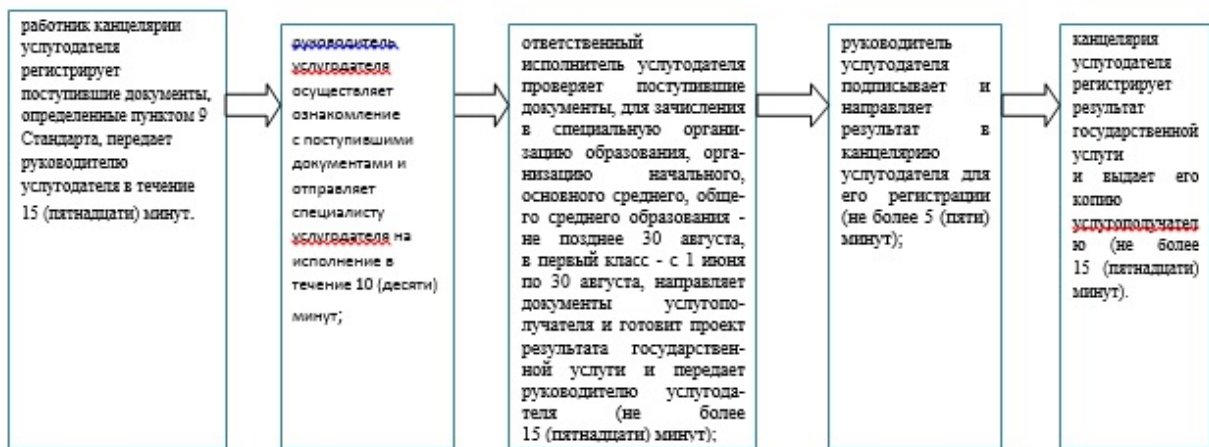 работник канцелярии
услугодателя
регистрирует
поступившие документы,
определенные пунктом 9
Стандарта, передает
руководителю
услугодателя в течение
15 (пятнадцати) минут.
руководитель
услугодателя
осуществляет
ознакомление
с поступившими
документами и
отправляет
специалисту
услугодателя на
исполнение в
течение 10 (десяти)
минут;
ответственный
исполнитель услугодателя
проверяет поступившие
документы, для зачисления
в специальную органи-
зацию образования, орга-
низацию начального,
основного среднего, обще-
го среднего образования -
не позднее 30 августа,
в первый класс - с 1 июня
по 30 августа, направляет
документы услугопо-
лучателя и готовит проект
результата государствен-
ной услуги и передает
руководителю услугода-
теля (не более
15 (пятнадцати) минут);
руководитель
услугодателя
подписывает и
направляет
результат в
канцелярию
услугодателя для
его регистрации
(не более 5 (пяти)
минут);
канцелярия
услугодателя
регистрирует
результат
государственной
услуги
и выдает его
копию
услугополучател
ю (не более
15 (пятнадцати)
минут).